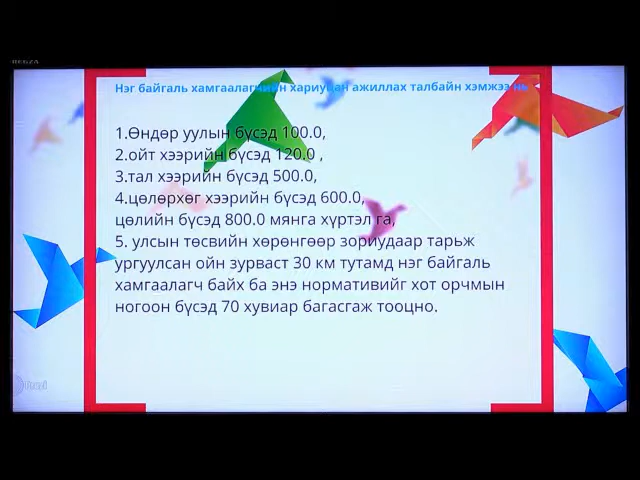 REGZA
Нэг байгаль хамгаалагчийн хариуцан ажиллах талбайн хэмжээ нь
1.Өндөр уулын бүсэд 100.0,
2.ойт хээрийн бүсэд 120.0 ,
3.тал хээрийн бүсэд 500.0,
4.цөлөрхөг хээрийн бүсэд 600.0,
цөлийн бүсэд 800.0 мянга хүртэл га,
5. улсын төсвийн хөрөнгөөр зориудаар тарьж
ургуулсан ойн зурваст 30 км тутамд нэг байгаль
хамгаалагч байх ба энэ нормативийг хот орчмын
ногоон бүсэд 70 хувиар багасгаж тооцно.